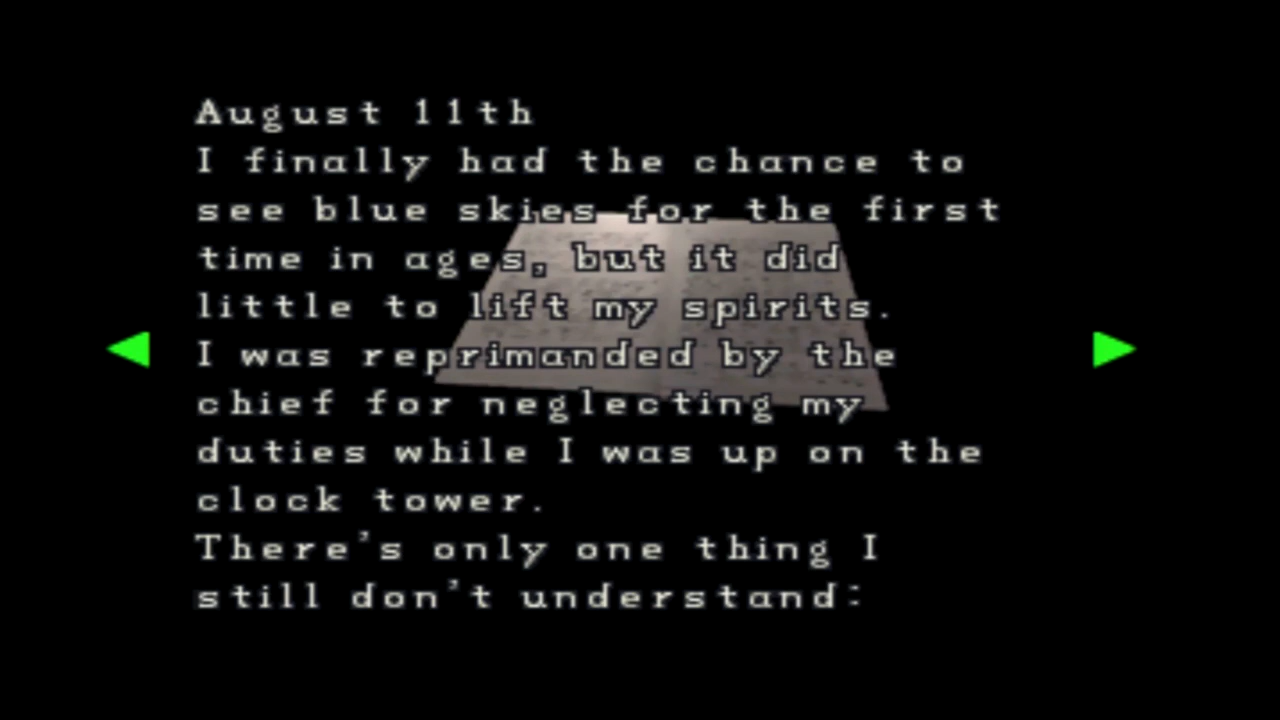 August 11th
I finally had the chance to
see blue skies for the first
time in ages, but it did
little to lift my spirits.
I was reprimanded by the
chief for neglecting my
duties while I was up on the
clock tower.
There's only one thing I
still don't understand: